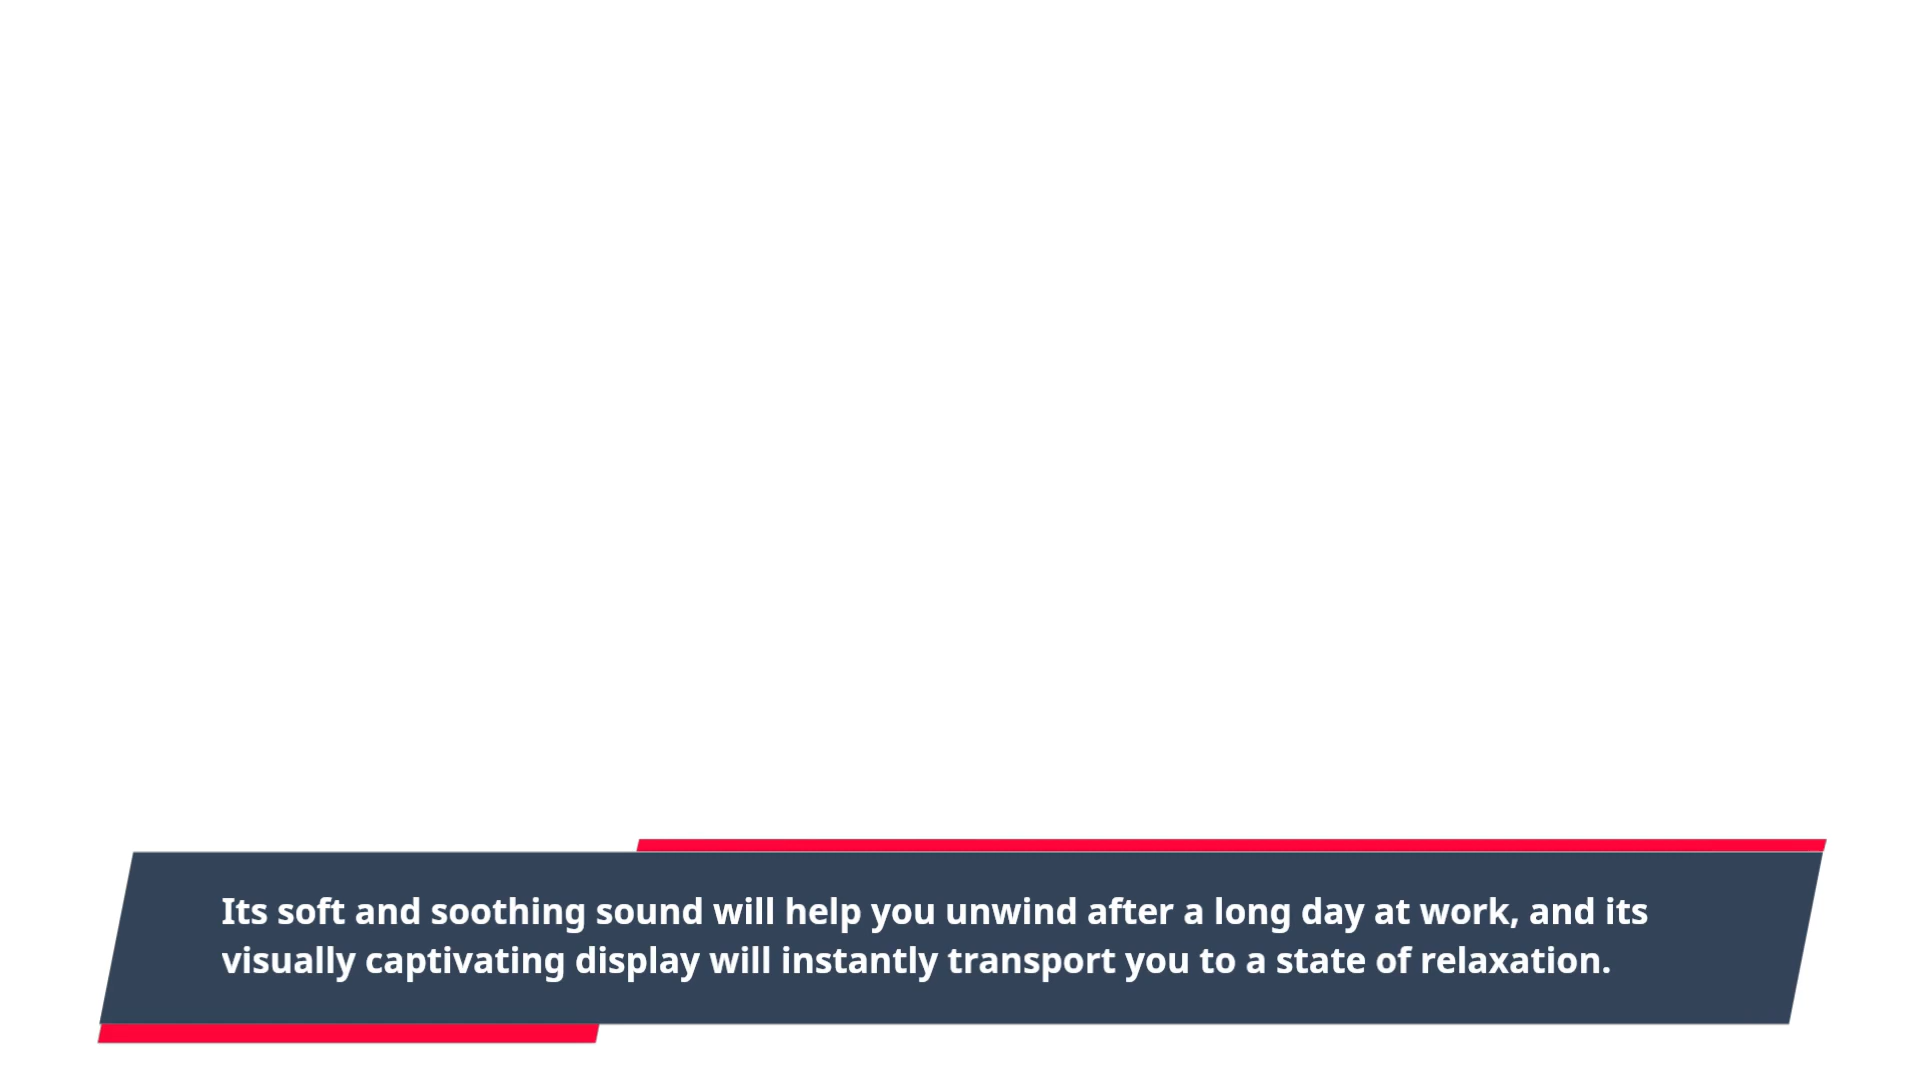 Its soft and soothing sound will help you unwind after a long day at work, and its
visually captivating display will instantly transport you to a state of relaxation.